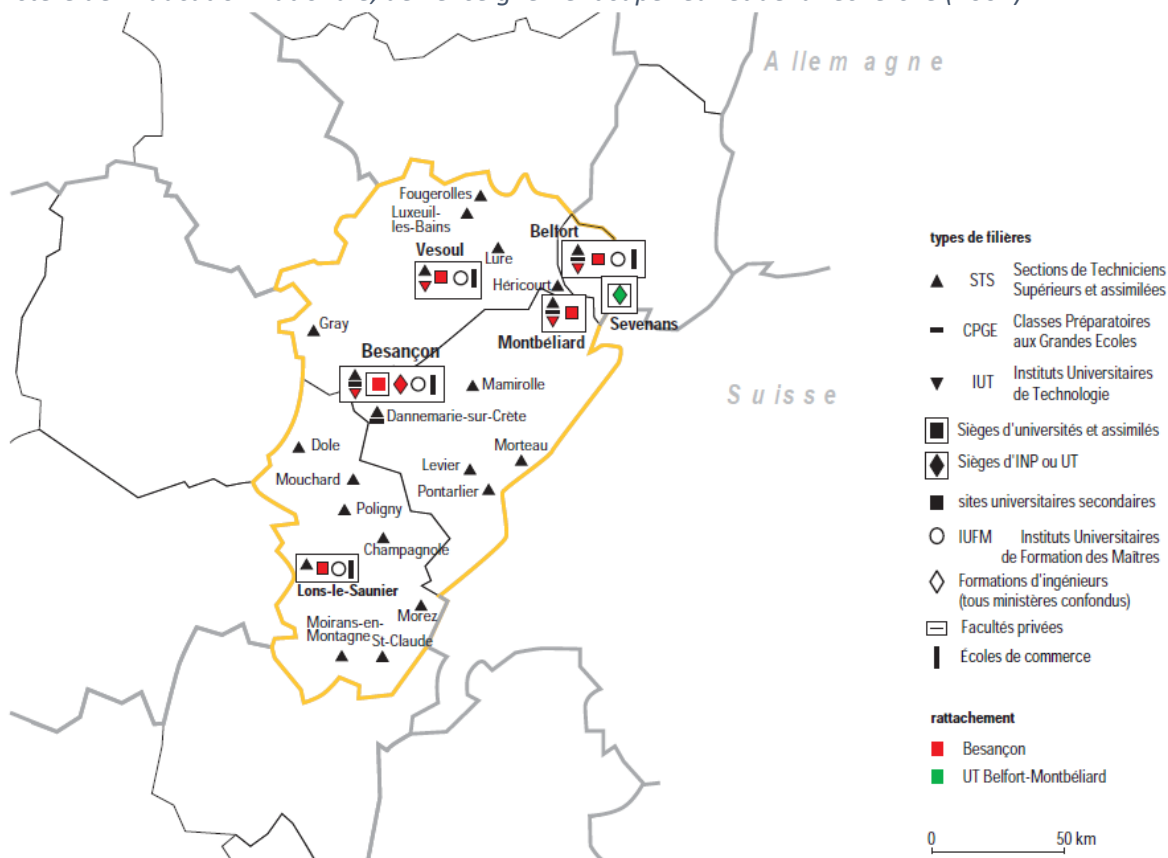 Allemagne
Fougerolles
Luxeuil-
les-Bains
Belfort
Vesoul
Lure
Héricourt
Sevenans
Montbéliard
Gray
Besançon
Mamirolle
Suisse
Dannemarie-sur-Crète
Dole
Morteau
Levier
Mouchard
Pontarlier
Poligny
Champagnole
Lons-le-Saunier
Morez
Moirans-en-
Montagne
St-Claude
types de filières
STS Sections de Techniciens
Supérieurs et assimilées
CPGE Classes Préparatoires
aux Grandes Ecoles
IUT Instituts Universitaires
de Technologie
Sièges d'universités et assimilés
Sièges d'INP ou UT
sites universitaires secondaires
IUFM Instituts Universitaires
de Formation des Maîtres
Formations d'ingénieurs
(tous ministères confondus)
Facultés privées
Écoles de commerce
rattachement
Besançon
UT Belfort-Montbéliard
0 50 km